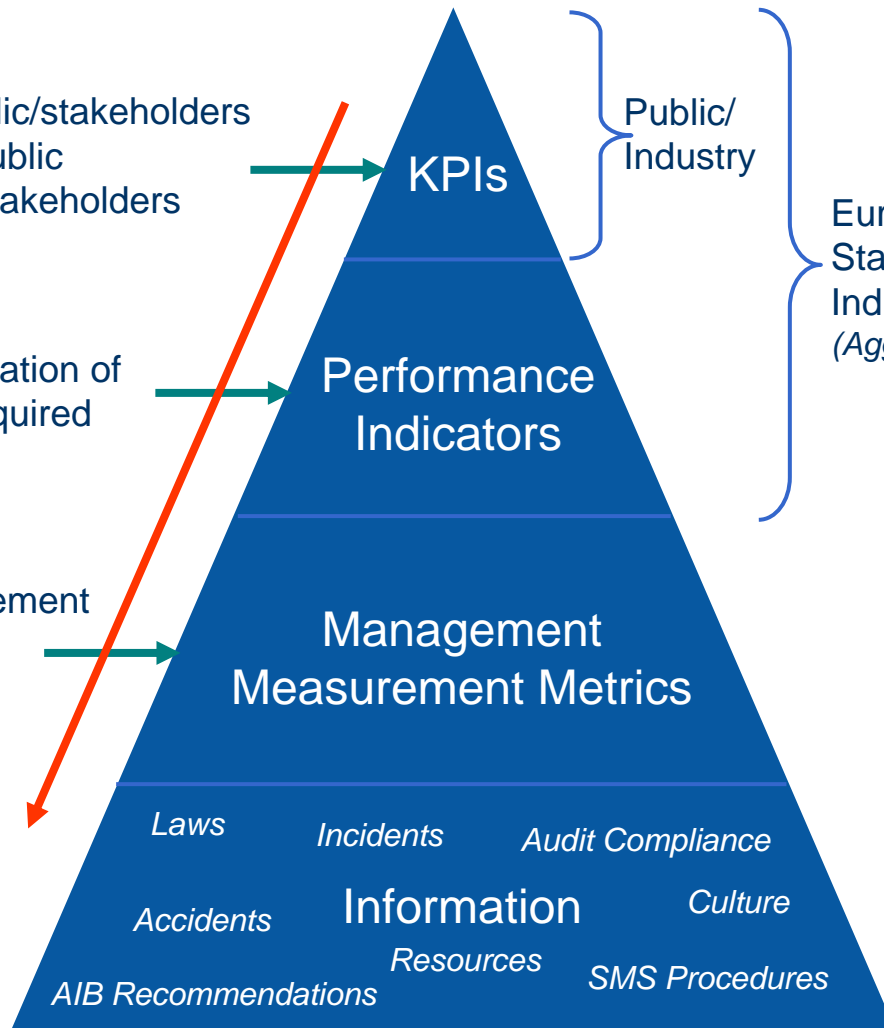 lic/stakeholders
ublic
akeholders
KPIs
Public/
Industry
Eur
Sta
Ind
(Agg
ation of
quired
Performance
Indicators
ement
Management
Measurement Metrics
Laws
Incidents
Audit Compliance
Accidents
Information
Culture
Resources
AIB Recommendations
SMS Procedures